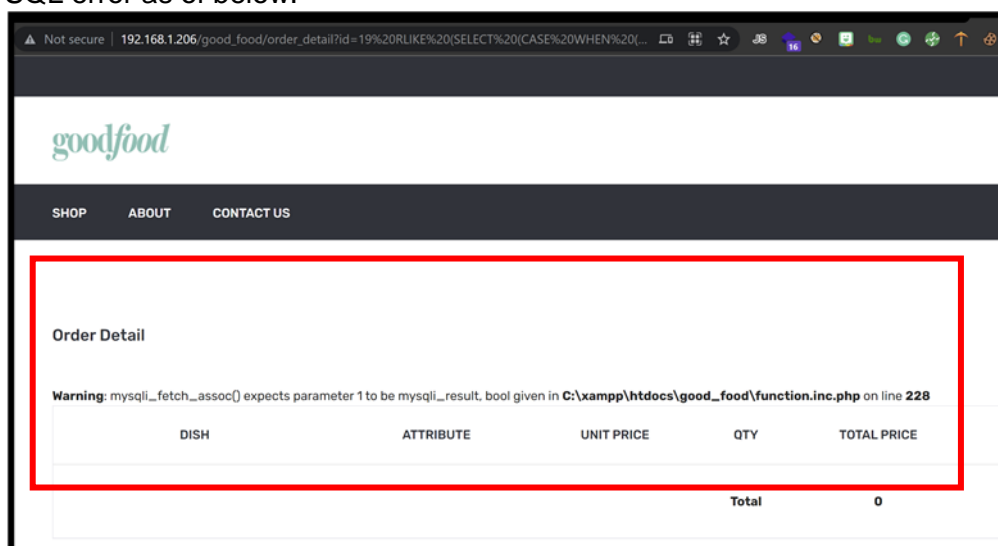 SQL error as of below.
Not secure | 192.168.1.206/good_food/order_detail?id=19%20RLIKE%20(SELECT%20(CASE%20WHEN%20(...
JS
16
goodfood
SHOP ABOUT CONTACT US
Order Detail
Warning: mysqli_fetch_assoc() expects parameter 1 to be mysqli_result, bool given in C:\xampp\htdocs\good_food\function.inc.php on line 228
DISH ATTRIBUTE UNIT PRICE QTY TOTAL PRICE
Total 0